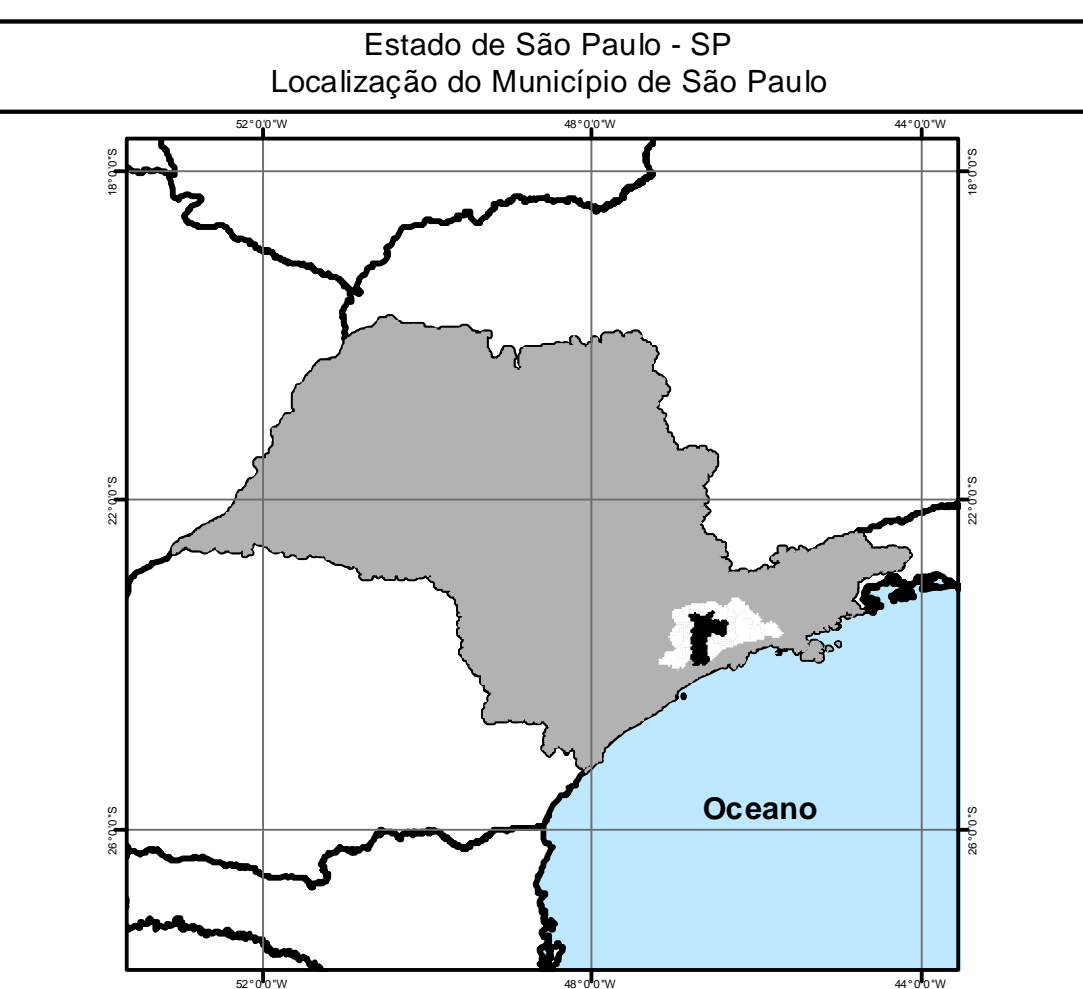 Estado de São Paulo - SP
Localização do Município de São Paulo
52°0'0"W 48°0'0"W 44°0'0"W
18°0'0"S 18°0'0"S
22°0'0"S 22°0'0"S
Oceano
26°0'0"S 26°0'0"S
52°0'0"W 48°0'0"W 44°0'0"W